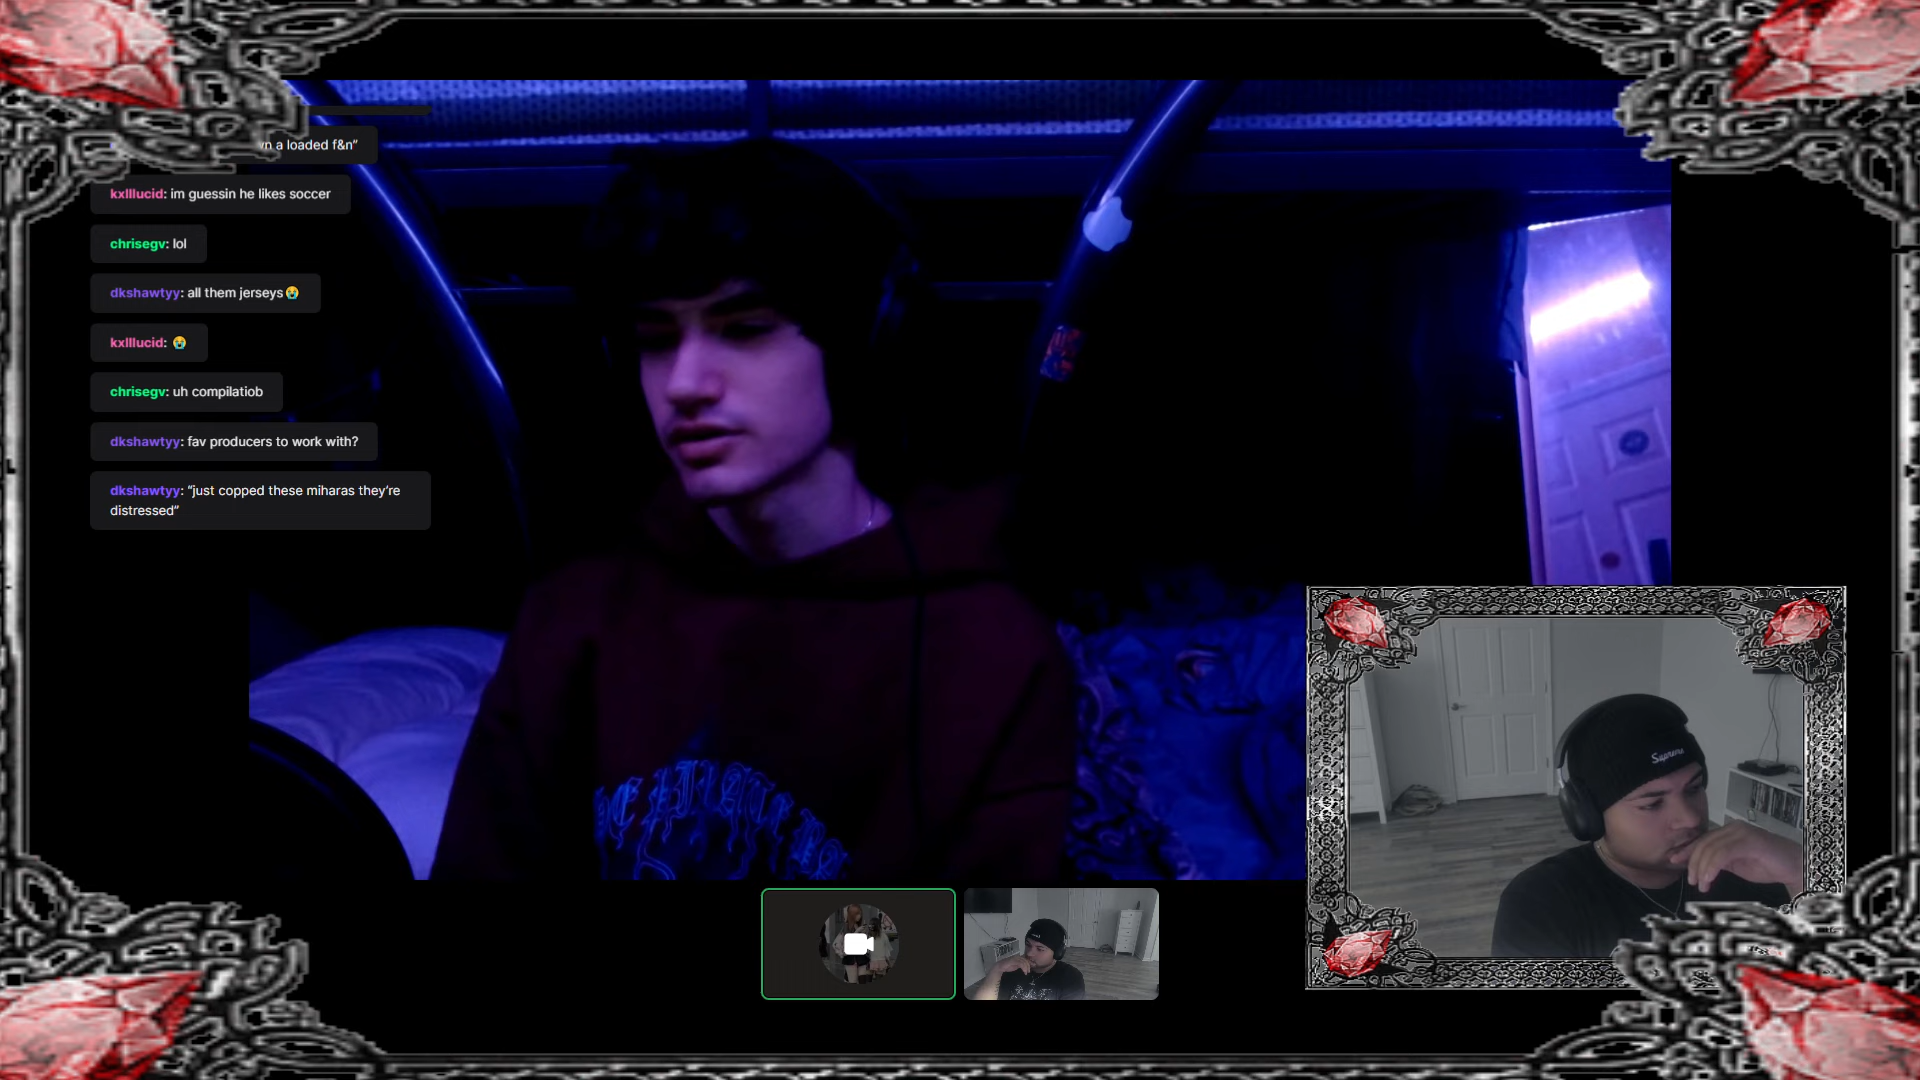 a loaded f&n”
kxlllucid: im guessin he likes soccer
chrisegv: lol
dkshawtyy: all them jerseys😭
kxlllucid: 😭
chrisegv: uh compilatiob
dkshawtyy: fav producers to work with?
dkshawtyy: “just copped these miharas they’re
distressed”
Supreme